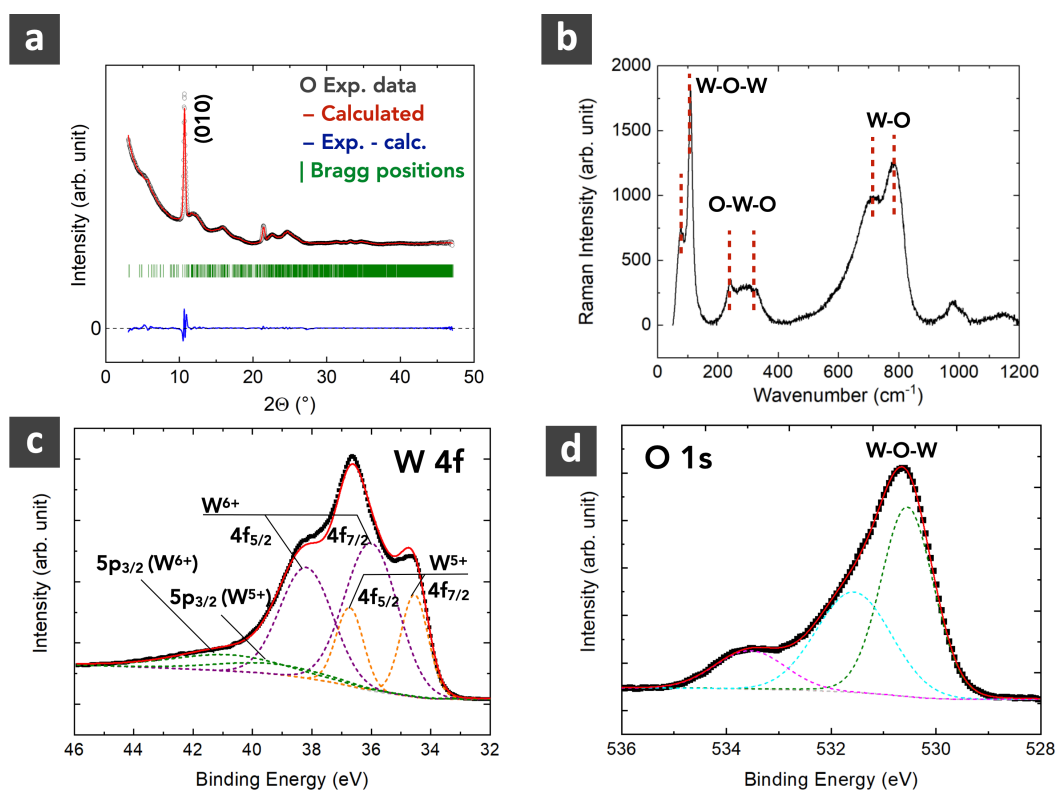 a
O Exp. data
– Calculated
– Exp. - calc.
| Bragg positions
(010)
Intensity (arb. unit)
0
0 10 20 30 40 50
2Θ (°)
b
2000
1500
1000
500
0
W-O-W
W-O
O-W-O
Raman Intensity (arb. unit)
0 200 400 600 800 1000 1200
Wavenumber (cm-1)
c
W 4f
W6+
4f5/2
4f7/2
5p3/2 (W6+)
5p3/2 (W5+)
W5+
4f5/2
4f7/2
Intensity (arb. unit)
46 44 42 40 38 36 34 32
Binding Energy (eV)
d
O 1s
W-O-W
Intensity (arb. unit)
536 534 532 530 528
Binding Energy (eV)